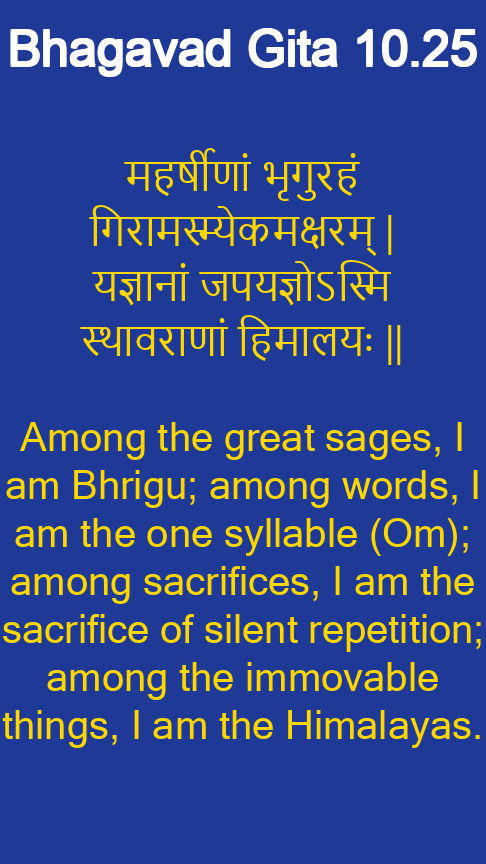 Bhagavad Gita 10.25
महर्षीणां भृगुरहं
गिरामस्म्येकमक्षरम् |
यज्ञानां जपयज्ञोऽस्मि
स्थावराणां हिमालयः ||
Among the great sages, I
am Bhrigu; among words, I
am the one syllable (Om);
among sacrifices, I am the
sacrifice of silent repetition;
among the immovable
things, I am the Himalayas.